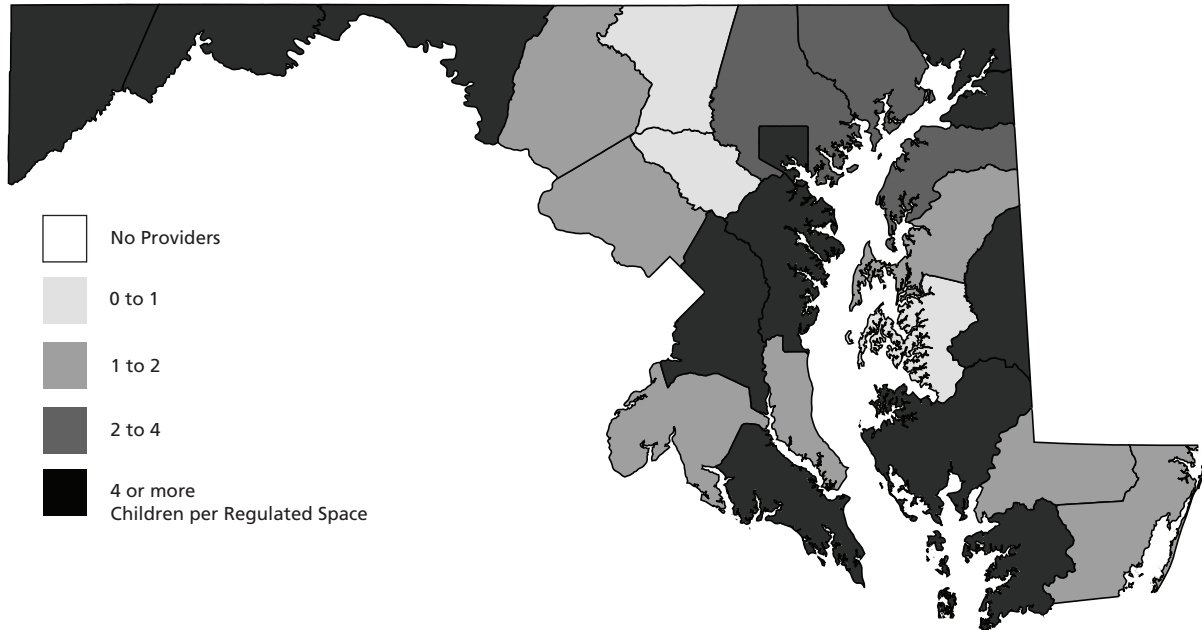 No Providers
0 to 1
1 to 2
2 to 4
4 or more
Children per Regulated Space